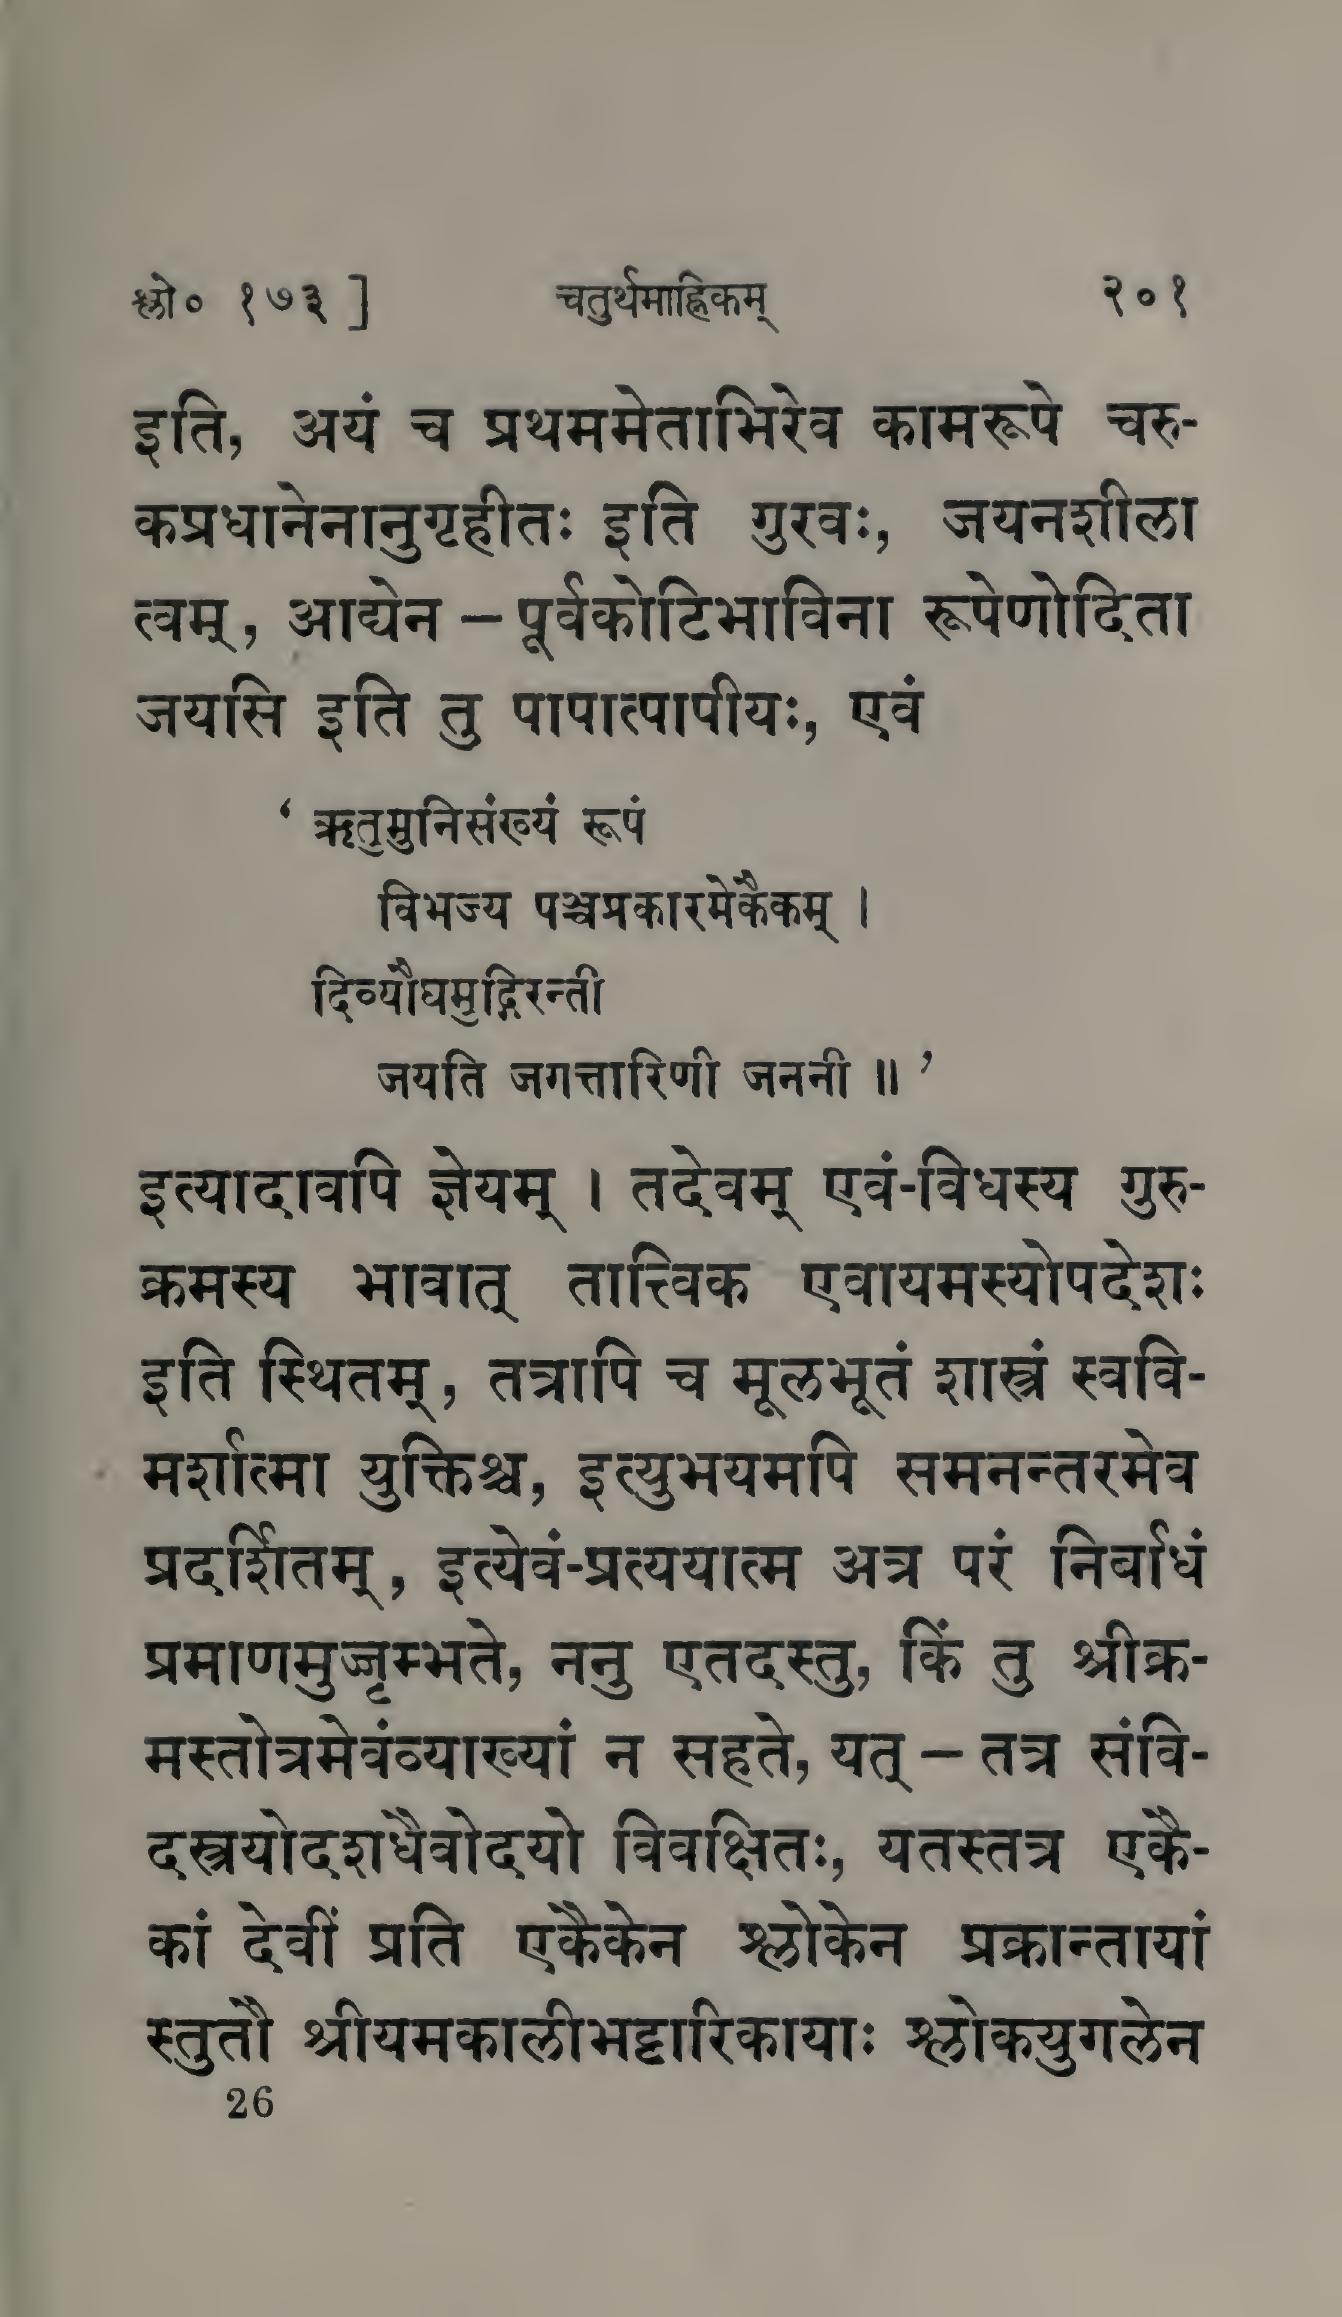 श्लो० १७३ ] चतुर्थमाह्निकम् २०१
इति, अयं च प्रथममेताभिरेव कामरूपे चरु-
कप्रधानेनानुगृहीतः इति गुरवः, जयनशीला
त्वम्, आद्येन – पूर्वकोटिभाविना रूपेणोदिता
जयसि इति तु पापात्पापीयः, एवं
‘ ऋतुमुनिसंख्यं रूपं
विभज्य पञ्चप्रकारमेकैकम् ।
दिव्यौघमुद्गिरन्ती
जयति जगत्तारिणी जननी ॥ ’
इत्यादावपि ज्ञेयम् । तदेवम् एवं-विधस्य गुरु-
क्रमस्य भावात् तात्त्विक एवायमस्योपदेशः
इति स्थितम्, तत्रापि च मूलभूतं शास्त्रं स्ववि-
मर्शात्मा युक्तिश्च, इत्युभयमपि समनन्तरमेव
प्रदर्शितम्, इत्येवं-प्रत्ययात्म अत्र परं निर्बाधं
प्रमाणमुज्जृम्भते, ननु एतदस्तु, किं तु श्रीक्र-
मस्तोत्रमेवंव्याख्यां न सहते, यत् – तत्र संवि-
दस्त्रयोदशधैवोदयो विवक्षितः, यतस्तत्र एकै-
कां देवीं प्रति एकैकेन श्लोकेन प्रक्रान्तायां
स्तुतौ श्रीयमकालीभट्टारिकायाः श्लोकयुगलेन
26